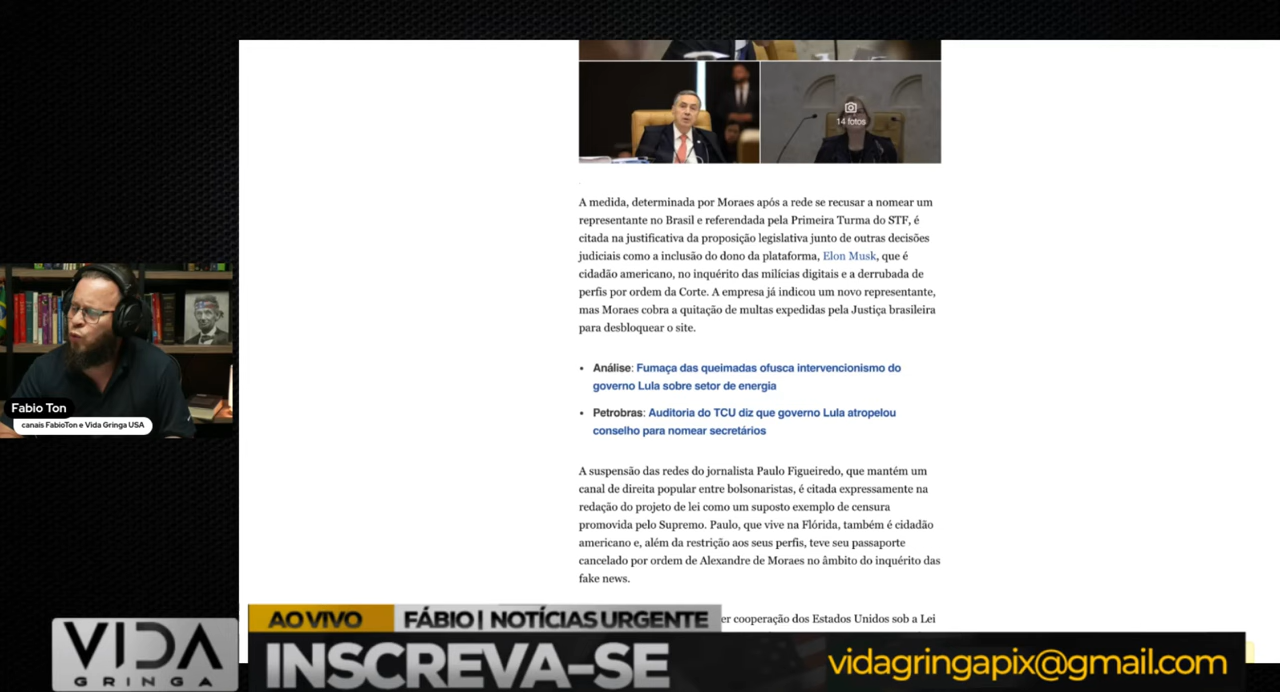 14 fotos
A medida, determinada por Moraes após a rede se recusar a nomear um
representante no Brasil e referendada pela Primeira Turma do STF, é
citada na justificativa da proposição legislativa junto de outras decisões
judiciais como a inclusão do dono da plataforma, Elon Musk, que é
cidadão americano, no inquérito das milícias digitais e a derrubada de
perfis por ordem da Corte. A empresa já indicou um novo representante,
mas Moraes cobra a quitação de multas expedidas pela Justiça brasileira
para desbloquear o site.
• Análise: Fumaça das queimadas ofusca intervencionismo do
governo Lula sobre setor de energia
• Petrobras: Auditoria do TCU diz que governo Lula atropelou
conselho para nomear secretários
A suspensão das redes do jornalista Paulo Figueiredo, que mantém um
canal de direita popular entre bolsonaristas, é citada expressamente na
redação do projeto de lei como um suposto exemplo de censura
promovida pelo Supremo. Paulo, que vive na Flórida, também é cidadão
americano e, além da restrição aos seus perfis, teve seu passaporte
cancelado por ordem de Alexandre de Moraes no âmbito do inquérito das
fake news.
er cooperação dos Estados Unidos sob a Lei
Fabio Ton
canais FabioTon e Vida Gringa USA
VIDA
GRINGA
AO VIVO
FÁBIO | NOTÍCIAS URGENTE
INSCREVA-SE
vidagringapix@gmail.com